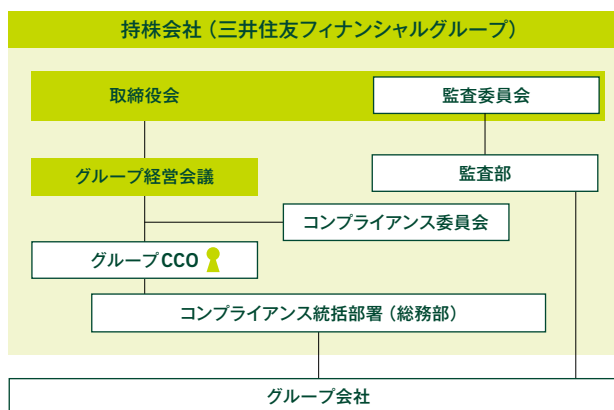 持株会社（三井住友フィナンシャルグループ）
取締役会
監査委員会
グループ経営会議
監査部
コンプライアンス委員会
グループCCO
コンプライアンス統括部署（総務部）
グループ会社